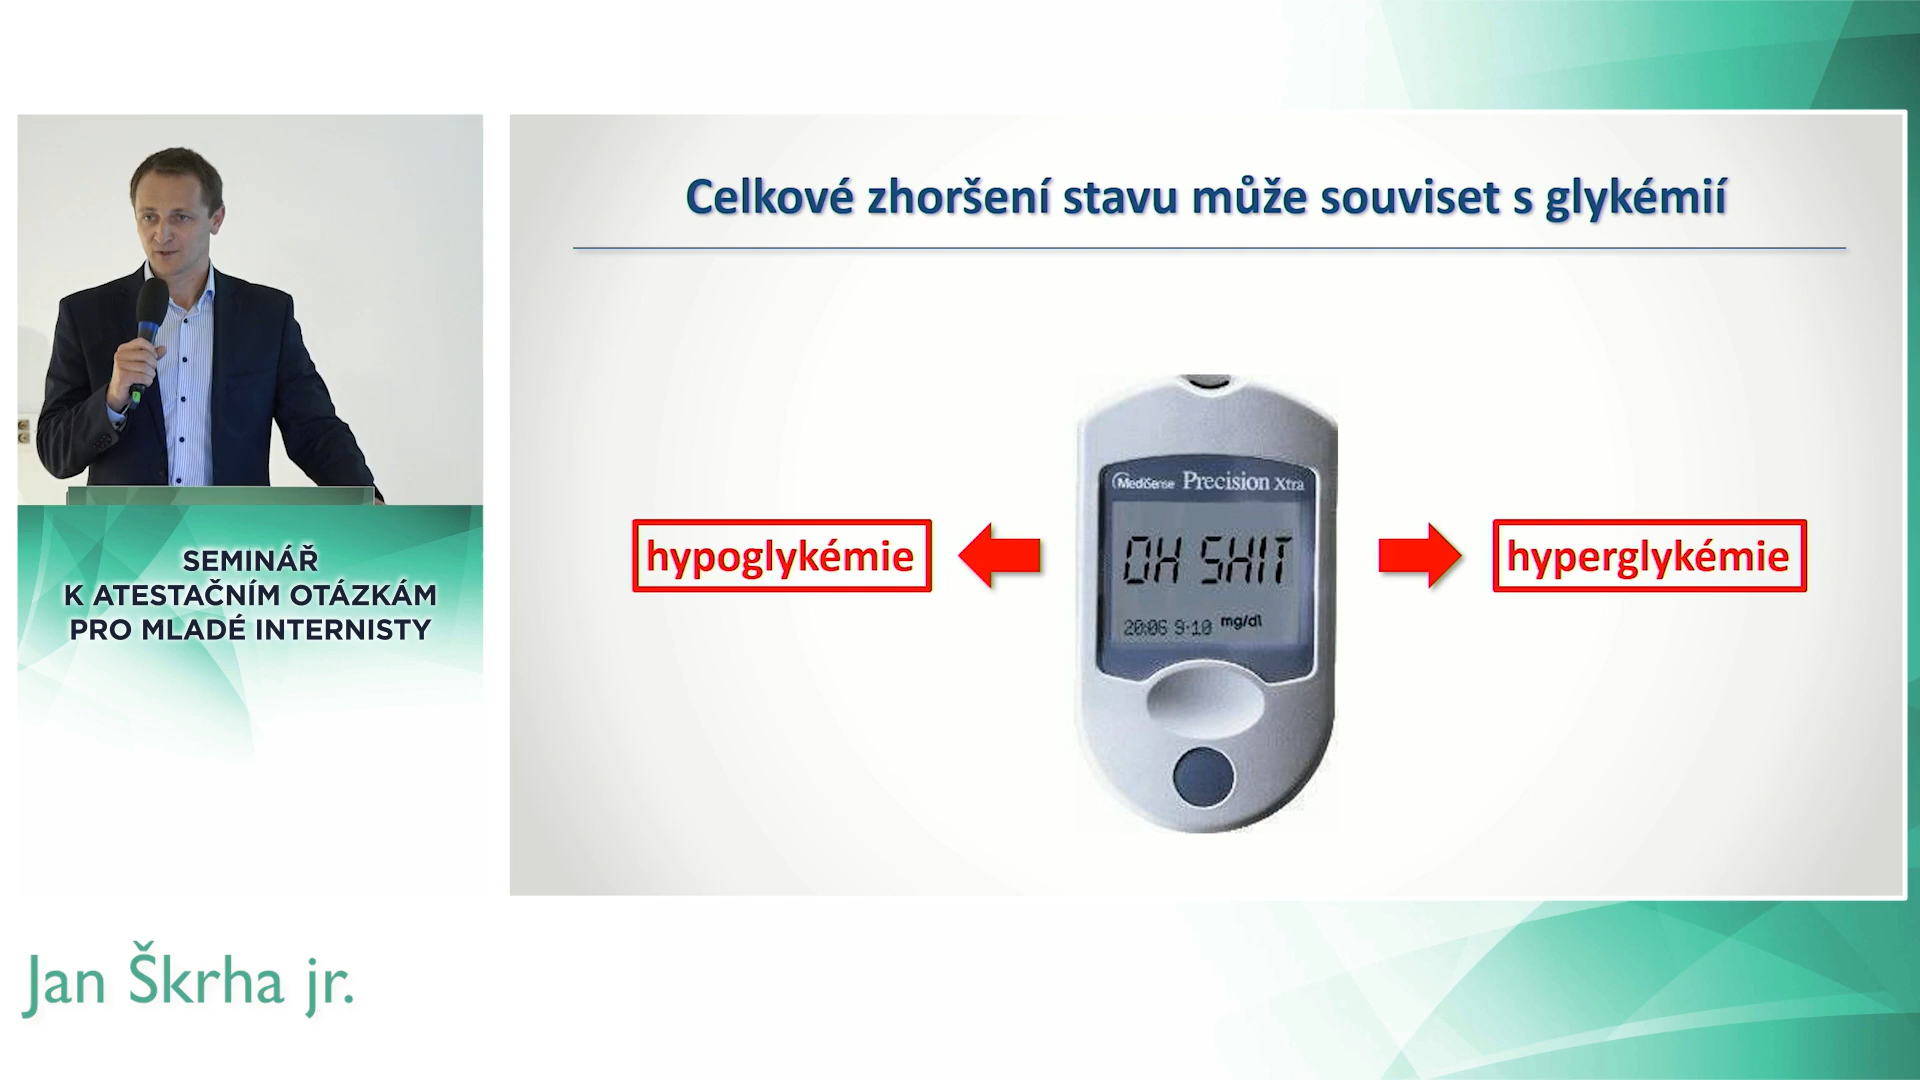 Celkové zhoršení stavu může souviset s glykémií
MediSense Precision Xtra
hypoglykémie
OH SHIT
hyperglykémie
20:06 9-10 mg/dl
SEMINÁŘ
K ATESTAČNÍM OTÁZKÁM
PRO MLADÉ INTERNISTY
Jan Škrha jr.